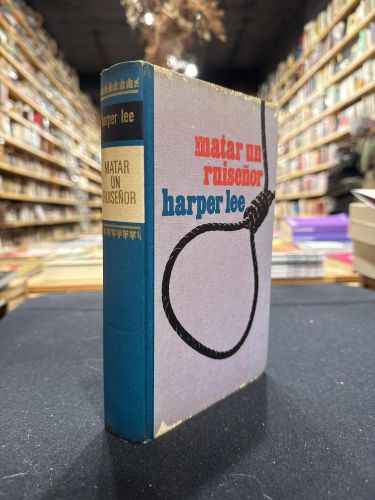 harper lee
MATAR
UN
RUISEÑOR
matar un
ruiseñor
harper lee